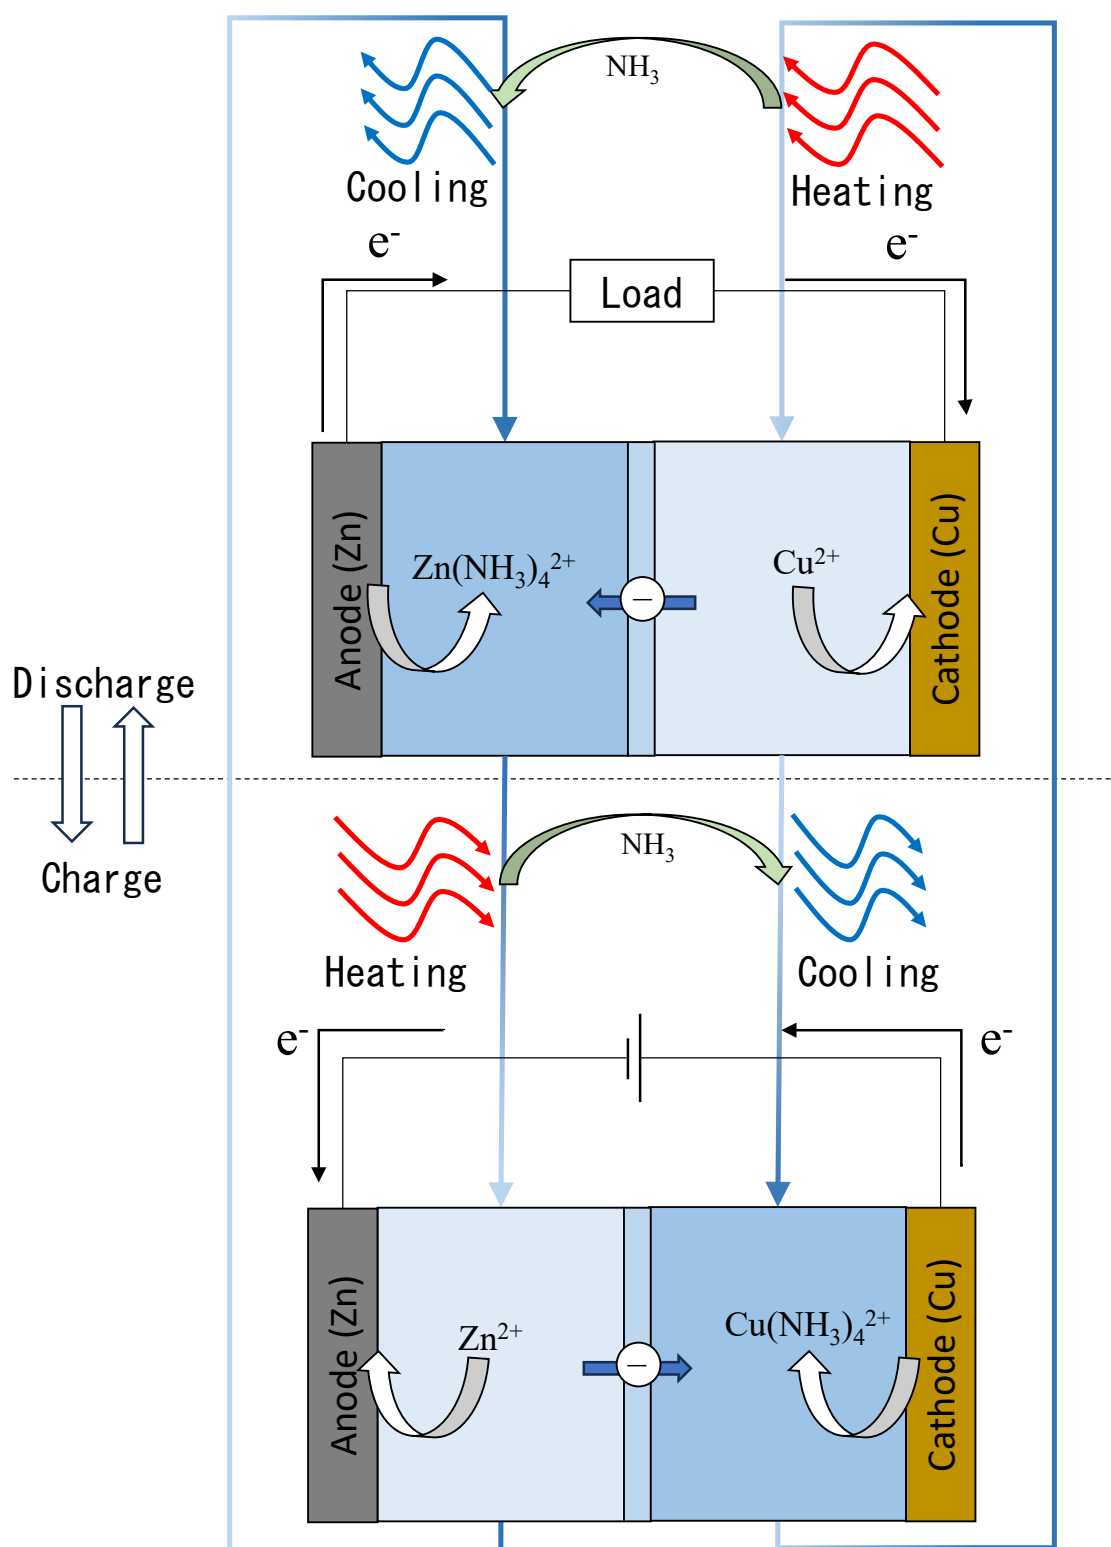 NH₃
Cooling
Heating
e⁻
e⁻
Load
Anode (Zn)
Zn(NH₃)₄²⁺
−
Cu²⁺
Cathode (Cu)
Discharge
Charge
NH₃
Heating
Cooling
e⁻
e⁻
Anode (Zn)
Zn²⁺
−
Cu(NH₃)₄²⁺
Cathode (Cu)